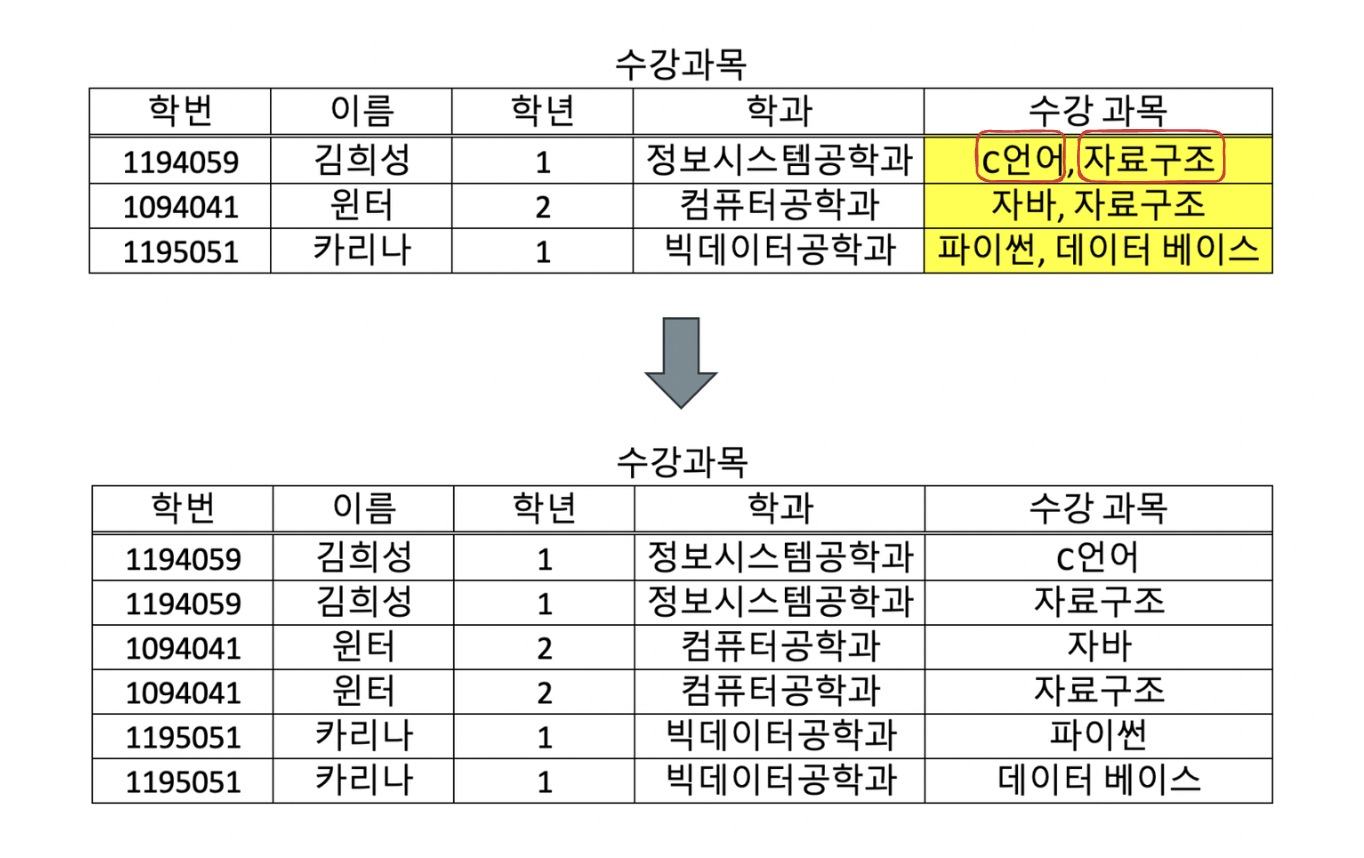 수강과목
학번 이름 학년 학과 수강 과목
1194059 김희성 1 정보시스템공학과 C언어, 자료구조
1094041 윈터 2 컴퓨터공학과 자바, 자료구조
1195051 카리나 1 빅데이터공학과 파이썬, 데이터 베이스
수강과목
학번 이름 학년 학과 수강 과목
1194059 김희성 1 정보시스템공학과 C언어
1194059 김희성 1 정보시스템공학과 자료구조
1094041 윈터 2 컴퓨터공학과 자바
1094041 윈터 2 컴퓨터공학과 자료구조
1195051 카리나 1 빅데이터공학과 파이썬
1195051 카리나 1 빅데이터공학과 데이터 베이스